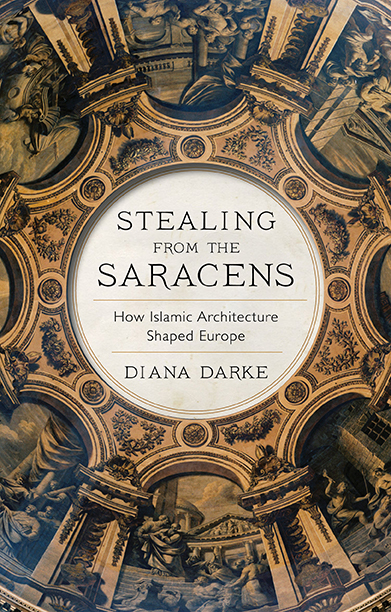 STEALING
FROM THE
SARACENS
How Islamic Architecture
Shaped Europe
DIANA DARKE